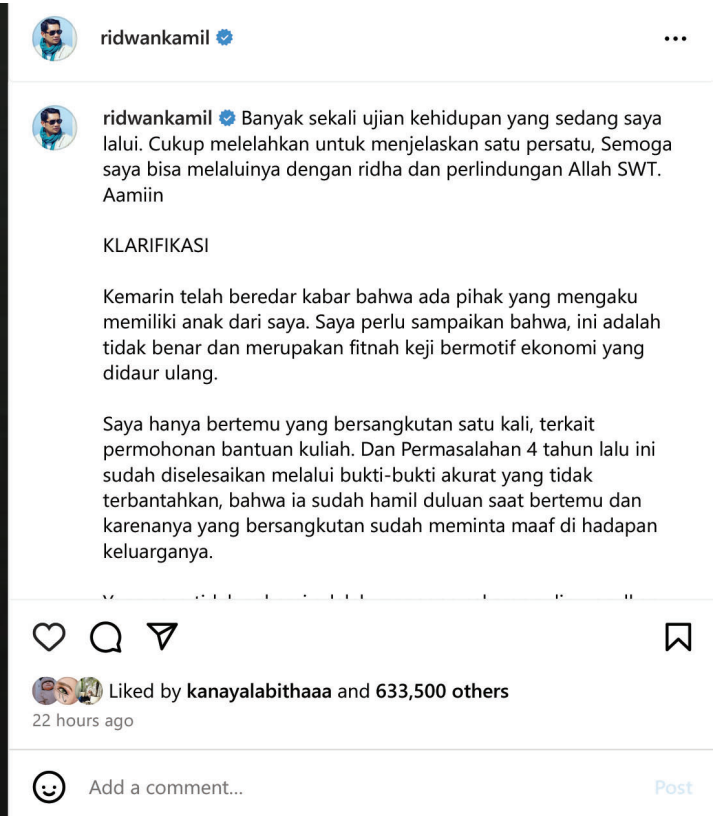 ridwankamil
ridwankamil Banyak sekali ujian kehidupan yang sedang saya
lalui. Cukup melelahkan untuk menjelaskan satu persatu, Semoga
saya bisa melaluinya dengan ridha dan perlindungan Allah SWT.
Aamiin
KLARIFIKASI
Kemarin telah beredar kabar bahwa ada pihak yang mengaku
memiliki anak dari saya. Saya perlu sampaikan bahwa, ini adalah
tidak benar dan merupakan fitnah keji bermotif ekonomi yang
didaur ulang.
Saya hanya bertemu yang bersangkutan satu kali, terkait
permohonan bantuan kuliah. Dan Permasalahan 4 tahun lalu ini
sudah diselesaikan melalui bukti-bukti akurat yang tidak
terbantahkan, bahwa ia sudah hamil duluan saat bertemu dan
karenanya yang bersangkutan sudah meminta maaf di hadapan
keluarganya.
Liked by kanayalabithaaa and 633,500 others
22 hours ago
Add a comment...
Post